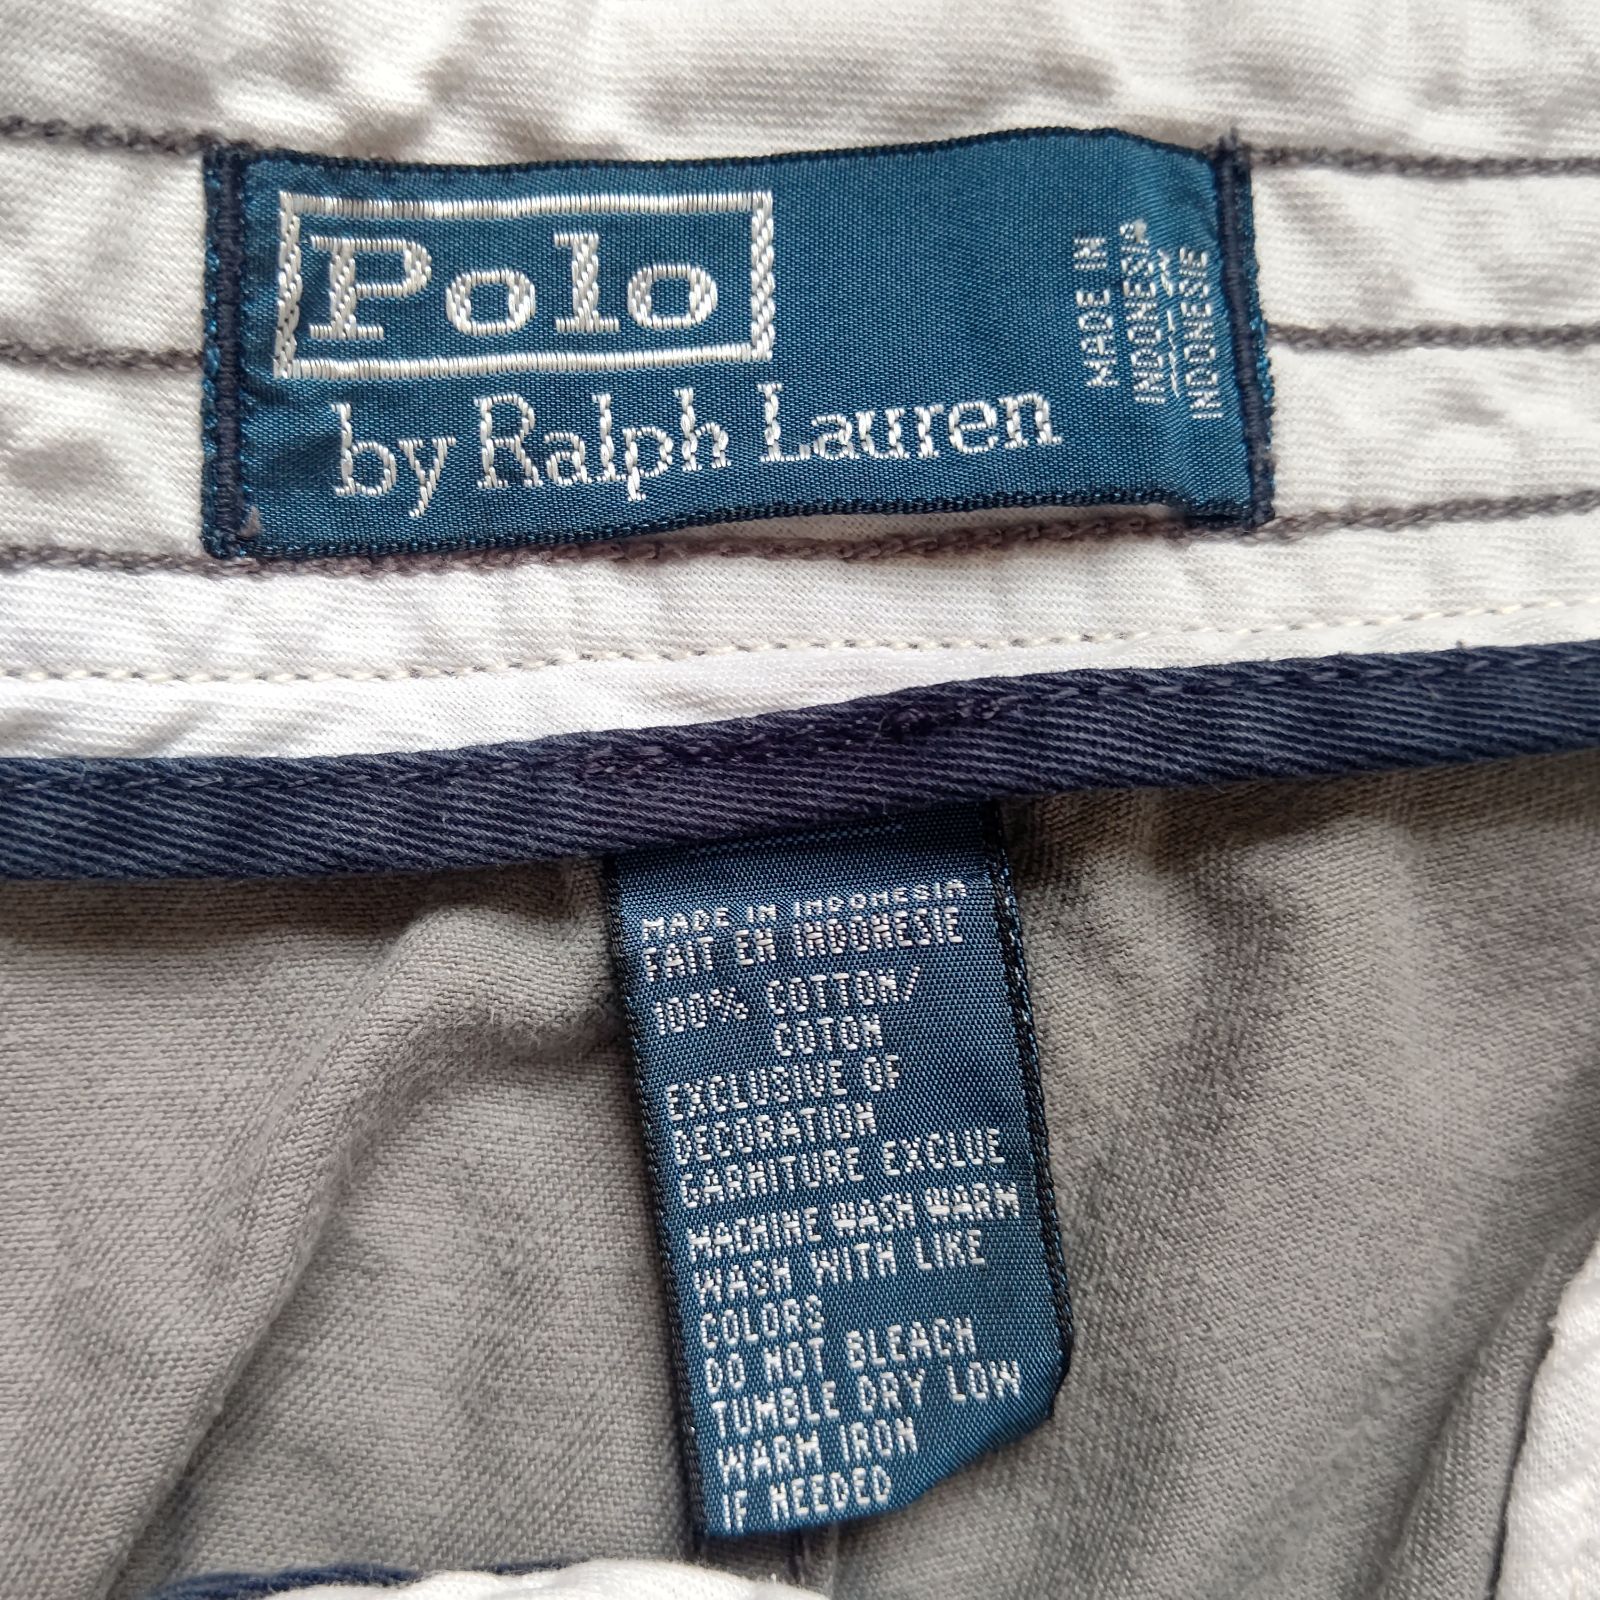 Polo
by Ralph Lauren
MADE IN
INDONESIA
INDONESIE
MADE IN INDONESIA
FAIT EN INDONESIE
100% COTTON/
COTON
EXCLUSIVE OF
DECORATION
GARNITURE EXCLUE
MACHINE WASH WARM
WASH WITH LIKE
COLORS
DO NOT BLEACH
TUMBLE DRY LOW
WARM IRON
IF NEEDED